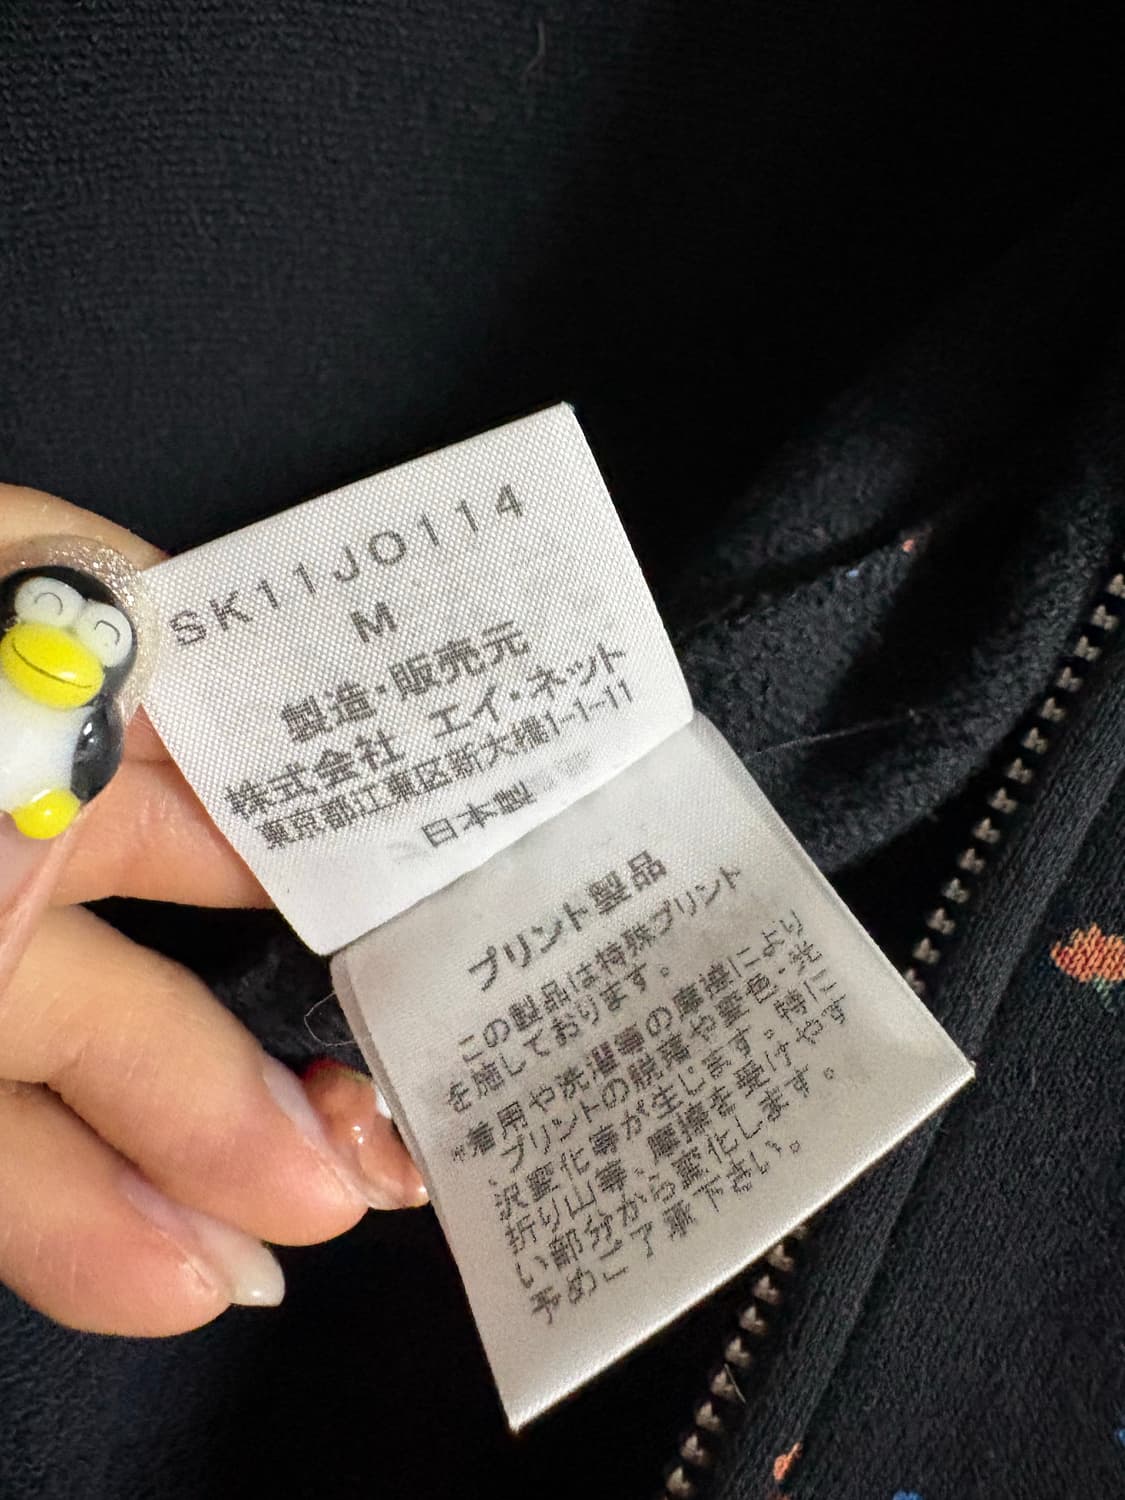 SK11JO114
M
製造・販売元
株式会社 エイ・ネット
東京都江東区新大橋1-1-11
日本製
プリント製品
この製品は特殊プリント
を施しております。
着用や洗濯等の摩擦により
プリントの脱落や変色・光
沢変化等が生じます。特に
折り山等、摩擦を受けやす
い部分から変化します。
予めご了承下さい。